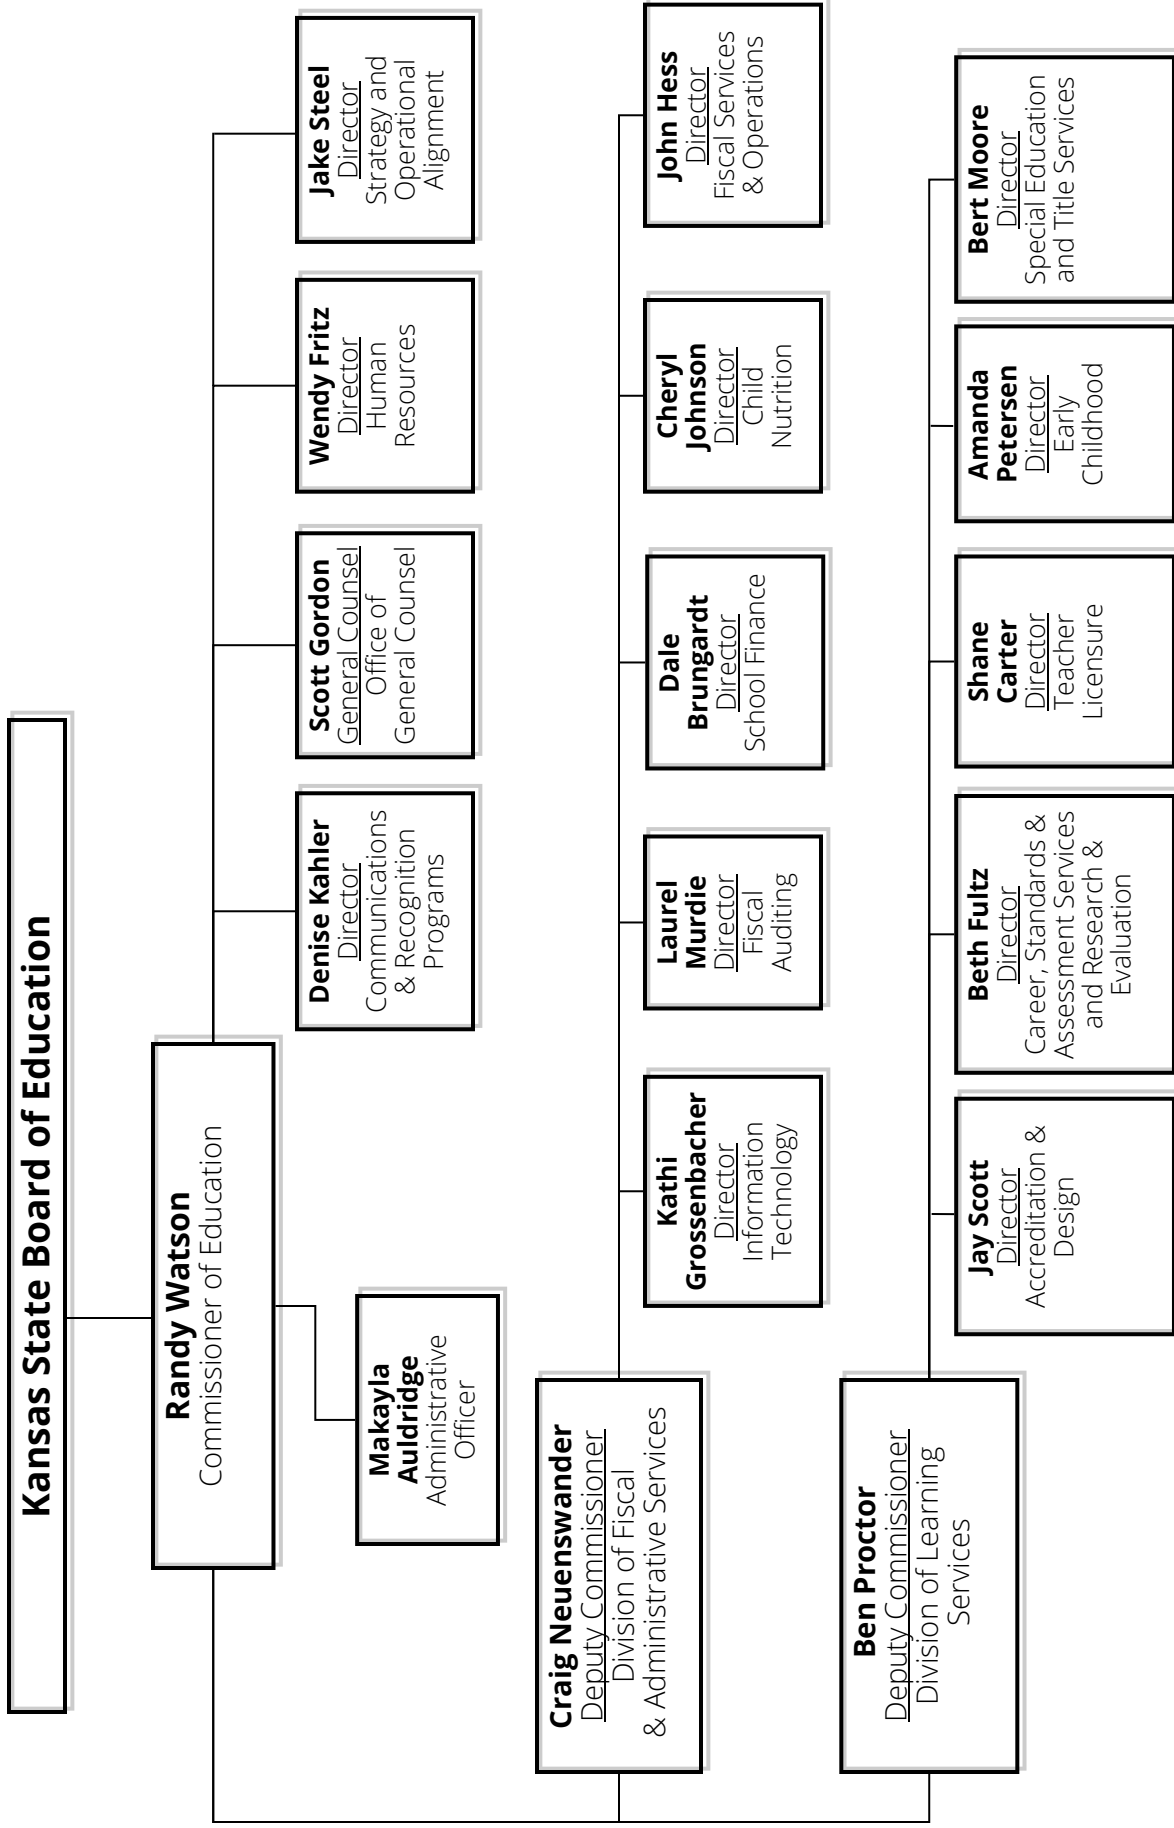 Kansas State Board of Education
Randy Watson
Commissioner of Education
Makayla
Auldridge
Administrative
Officer
Denise Kahler
Director
Communications
& Recognition
Programs
Scott Gordon
General Counsel
Office of
General Counsel
Wendy Fritz
Director
Human
Resources
Jake Steel
Director
Strategy and
Operational
Alignment
Craig Neuenswander
Deputy Commissioner
Division of Fiscal
& Administrative Services
Kathi
Grossenbacher
Director
Information
Technology
Laurel
Murdie
Director
Fiscal
Auditing
Dale
Brungardt
Director
School Finance
Cheryl
Johnson
Director
Child
Nutrition
John Hess
Director
Fiscal Services
& Operations
Ben Proctor
Deputy Commissioner
Division of Learning
Services
Jay Scott
Director
Accreditation &
Design
Beth Fultz
Director
Career, Standards &
Assessment Services
and Research &
Evaluation
Shane
Carter
Director
Teacher
Licensure
Amanda
Petersen
Director
Early
Childhood
Bert Moore
Director
Special Education
and Title Services